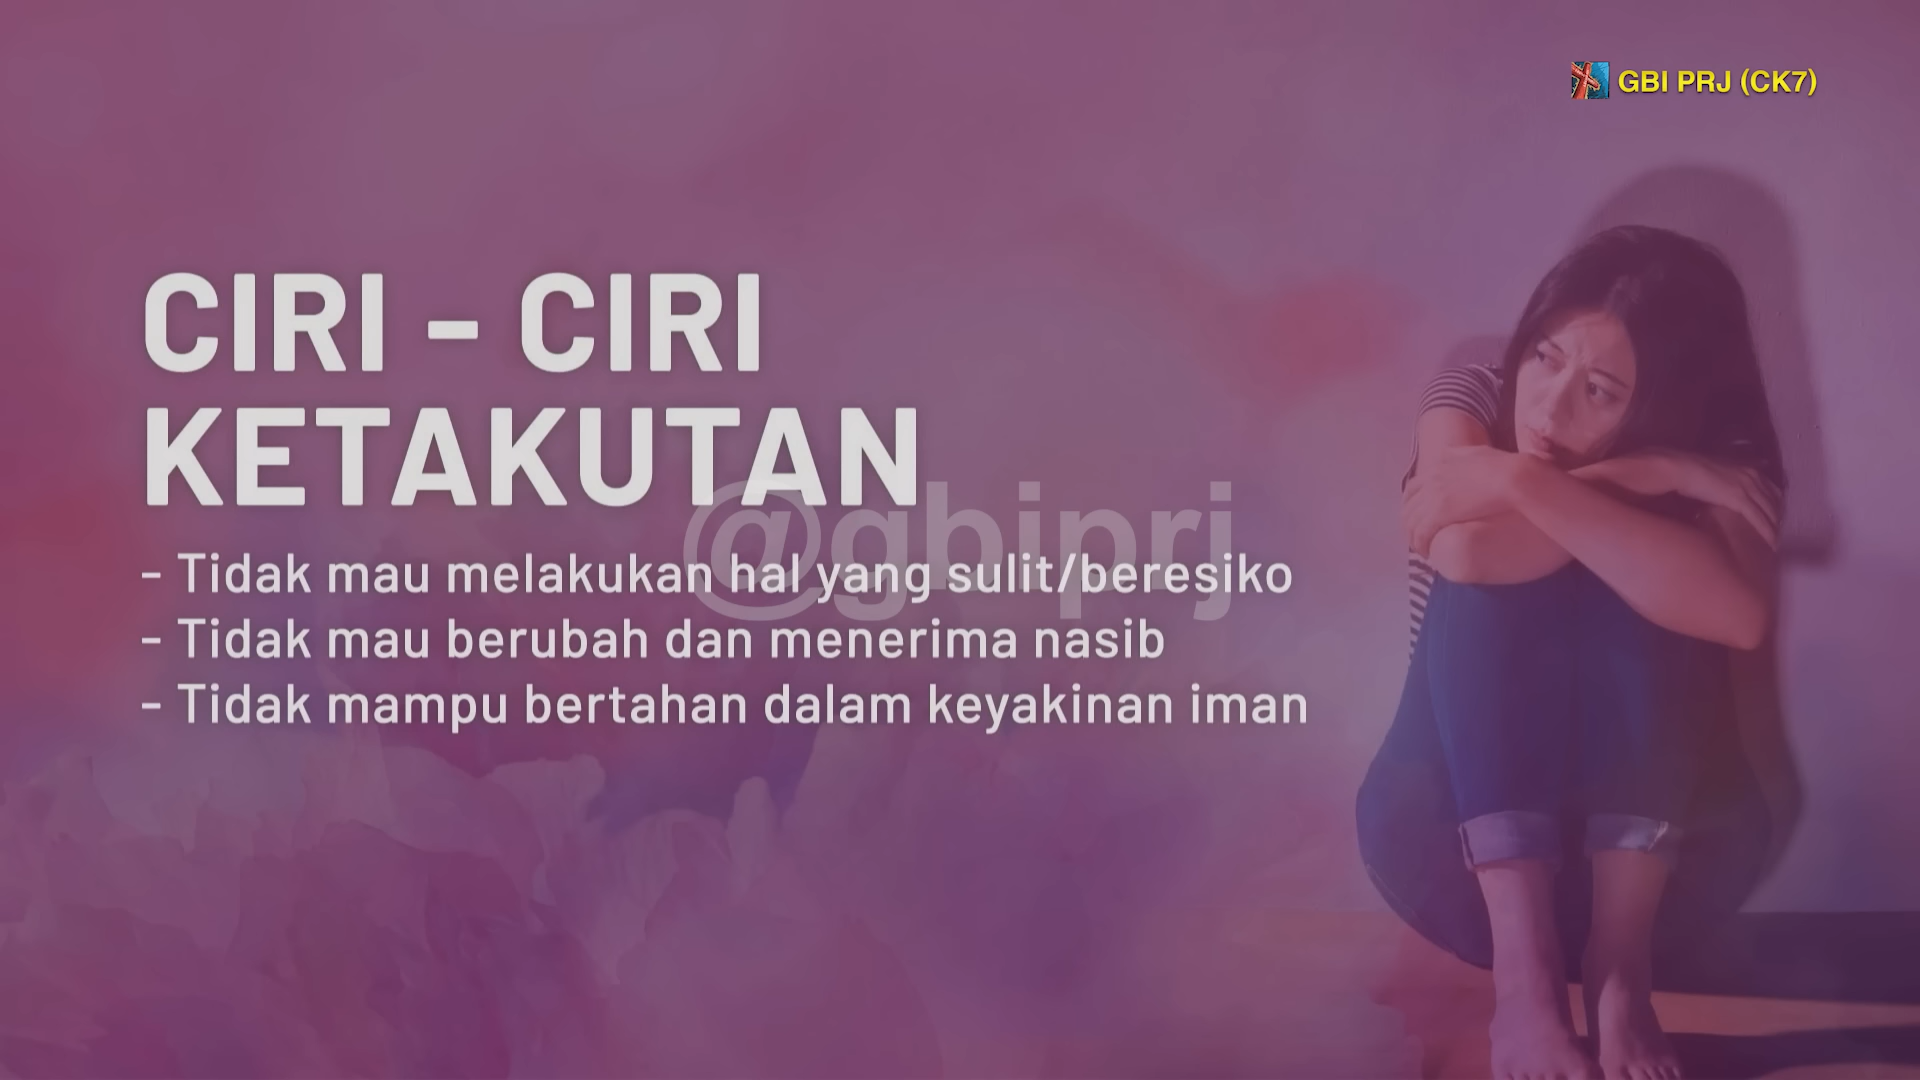 GBI PRJ (CK7)
CIRI - CIRI
KETAKUTAN
@gbiprj
- Tidak mau melakukan hal yang sulit/beresiko
- Tidak mau berubah dan menerima nasib
- Tidak mampu bertahan dalam keyakinan iman